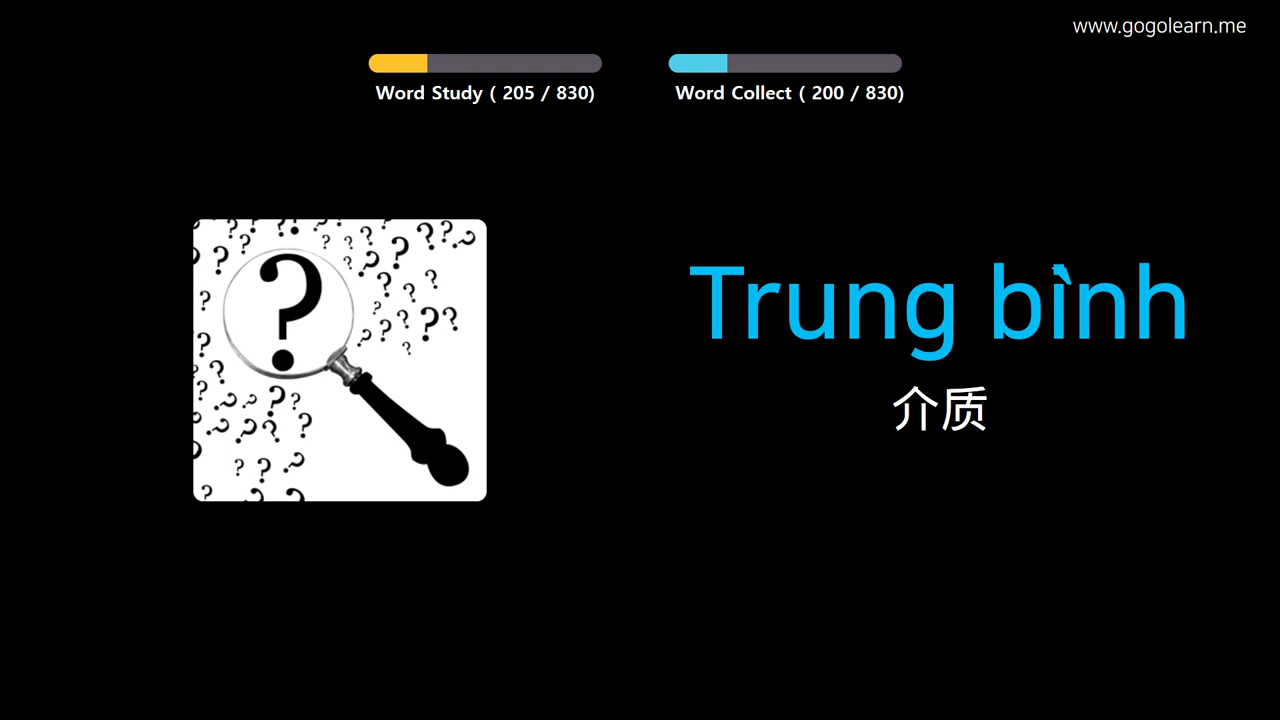 www.gogolearn.me
Word Study ( 205 / 830)
Word Collect ( 200 / 830)
Trung bình
介质